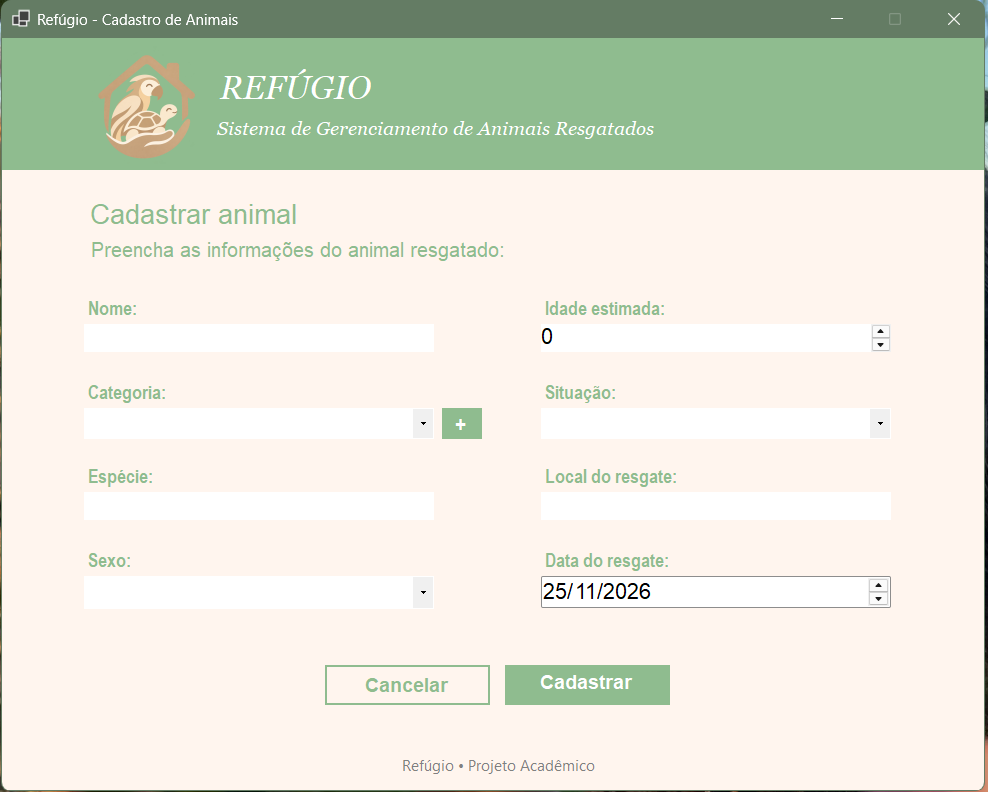 Refúgio - Cadastro de Animais
REFÚGIO
Sistema de Gerenciamento de Animais Resgatados
Cadastrar animal
Preencha as informações do animal resgatado:
Nome:
Idade estimada:
0
Categoria:
+
Situação:
Espécie:
Local do resgate:
Sexo:
Data do resgate:
25/11/2026
Cancelar
Cadastrar
Refúgio • Projeto Acadêmico